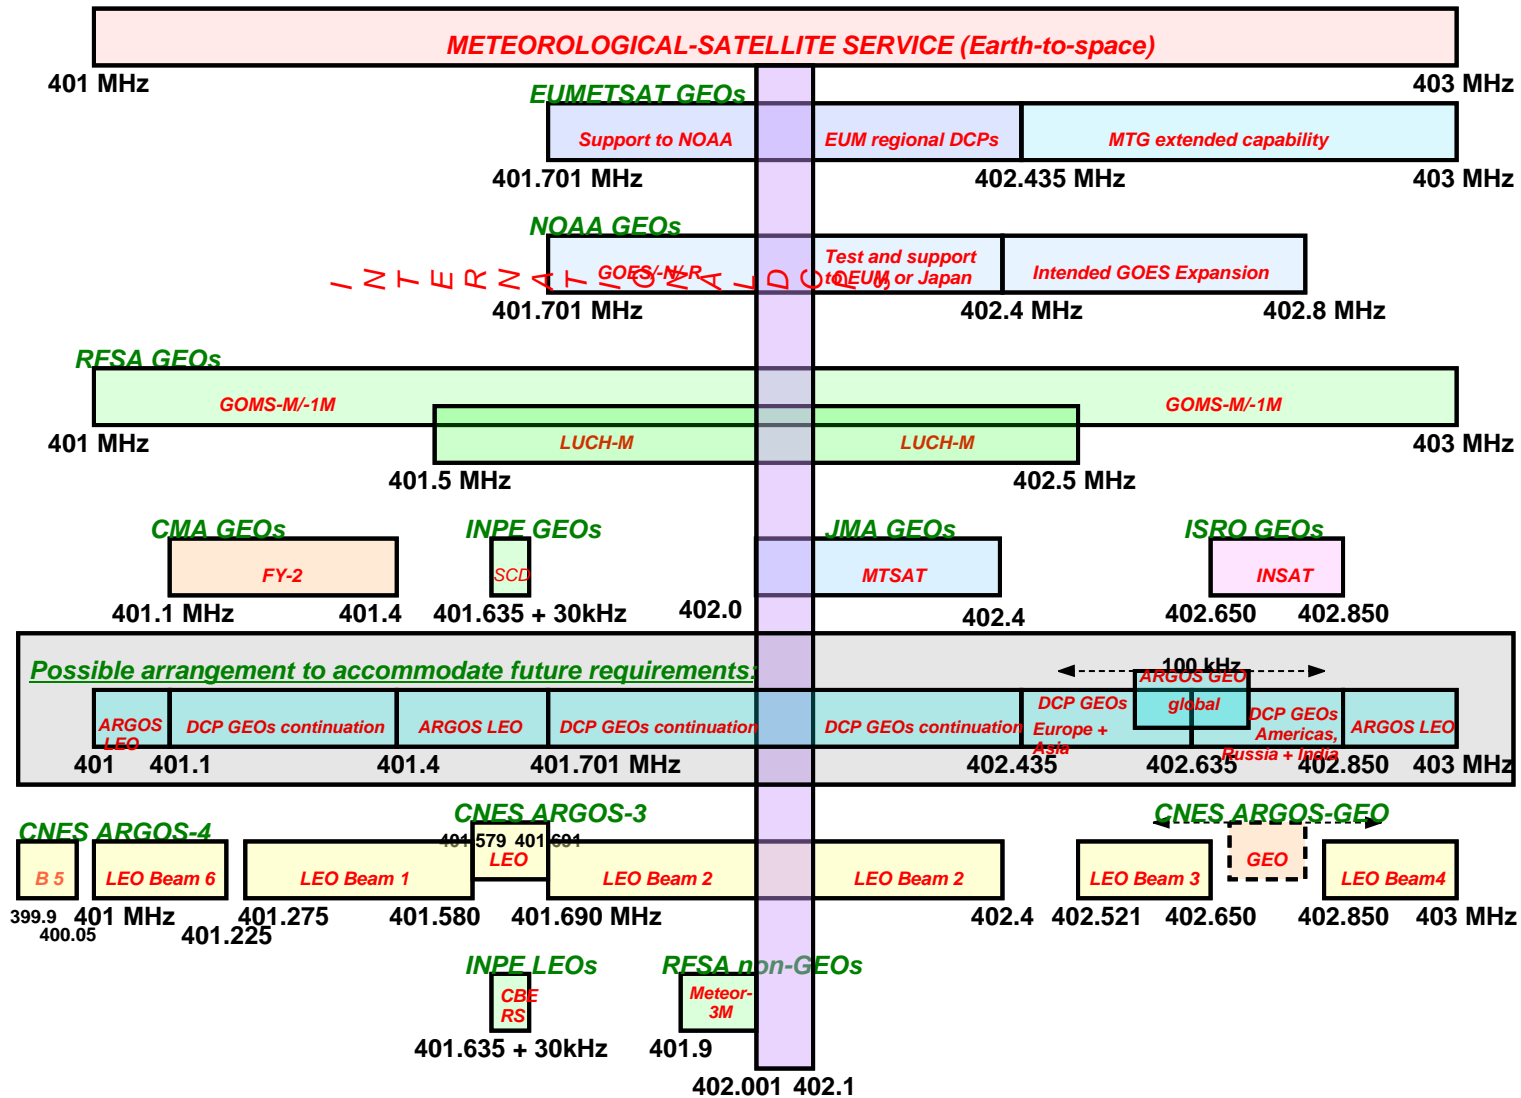 METEOROLOGICAL-SATELLITE SERVICE (Earth-to-space)
401 MHz
403 MHz
EUMETSAT GEOs
Support to NOAA
EUM regional DCPs
MTG extended capability
401.701 MHz
402.435 MHz
403 MHz
NOAA GEOs
GOES/-N/-R
Test and support
to EUM or Japan
Intended GOES Expansion
INTERNATIONAL DCPs
401.701 MHz
402.4 MHz
402.8 MHz
RFSA GEOs
GOMS-M/-1M
GOMS-M/-1M
401 MHz
LUCH-M
LUCH-M
403 MHz
401.5 MHz
402.5 MHz
CMA GEOs
INPE GEOs
JMA GEOs
ISRO GEOs
FY-2
SCD
MTSAT
INSAT
401.1 MHz
401.4
401.635 + 30kHz
402.0
402.4
402.650
402.850
Possible arrangement to accommodate future requirements:
100 kHz
ARGOS GEO
global
ARGOS
LEO
DCP GEOs continuation
ARGOS LEO
DCP GEOs continuation
DCP GEOs continuation
DCP GEOs
Europe +
Asia
DCP GEOs
Americas,
Russia + India
ARGOS LEO
401
401.1
401.4
401.701 MHz
402.435
402.635
402.850
403 MHz
CNES ARGOS-4
CNES ARGOS-3
CNES ARGOS-GEO
401.579
401.691
LEO
GEO
B 5
LEO Beam 6
LEO Beam 1
LEO Beam 2
LEO Beam 2
LEO Beam 3
LEO Beam4
399.9
400.05
401 MHz
401.225
401.275
401.580
401.690 MHz
402.4
402.521
402.650
402.850
403 MHz
INPE LEOs
RFSA non-GEOs
CBE
RS
Meteor-
3M
401.635 + 30kHz
401.9
402.001
402.1